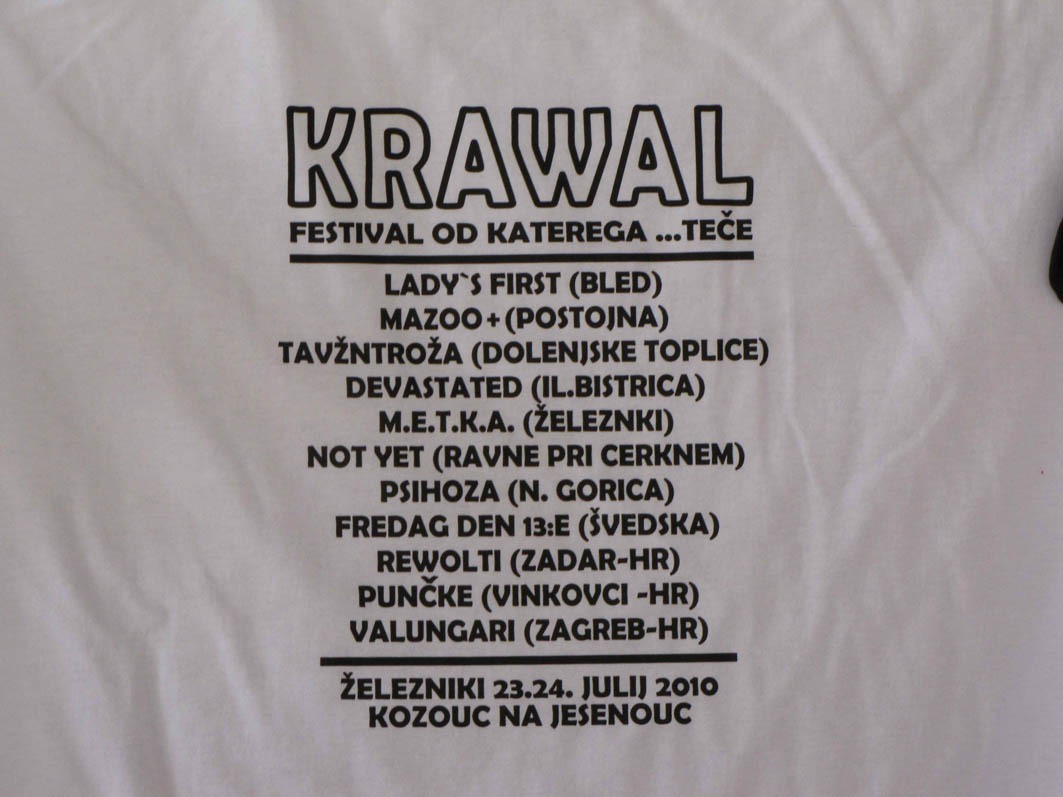 KRAWAL
FESTIVAL OD KATEREGA ...TEČE
LADY`S FIRST (BLED)
MAZOO+(POSTOJNA)
TAVŽNTROŽA (DOLENJSKE TOPLICE)
DEVASTATED (IL.BISTRICA)
M.E.T.K.A. (ŽELEZNKI)
NOT YET (RAVNE PRI CERKNEM)
PSIHOZA (N. GORICA)
FREDAG DEN 13:E (ŠVEDSKA)
REWOLTI (ZADAR-HR)
PUNČKE (VINKOVCI -HR)
VALUNGARI (ZAGREB-HR)
ŽELEZNIKI 23.24. JULIJ 2010
KOZOUC NA JESENOUC